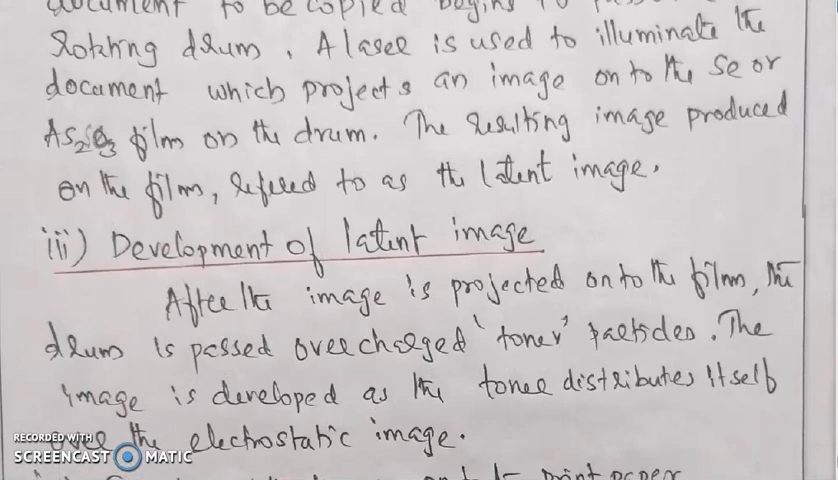 document to be copied begins to
Rotating drum. A laser is used to illuminate the
document which projects an image on to the Se or
As2Se3 film on the drum. The resulting image produced
on the film, refered to as the latent image.
iii) Development of latent image
After the image is projected on to the film, the
drum is passed over charged 'toner' particles. The
image is developed as the toner distributes itself
over the electrostatic image.
RECORDED WITH
SCREENCAST MATIC
print paper